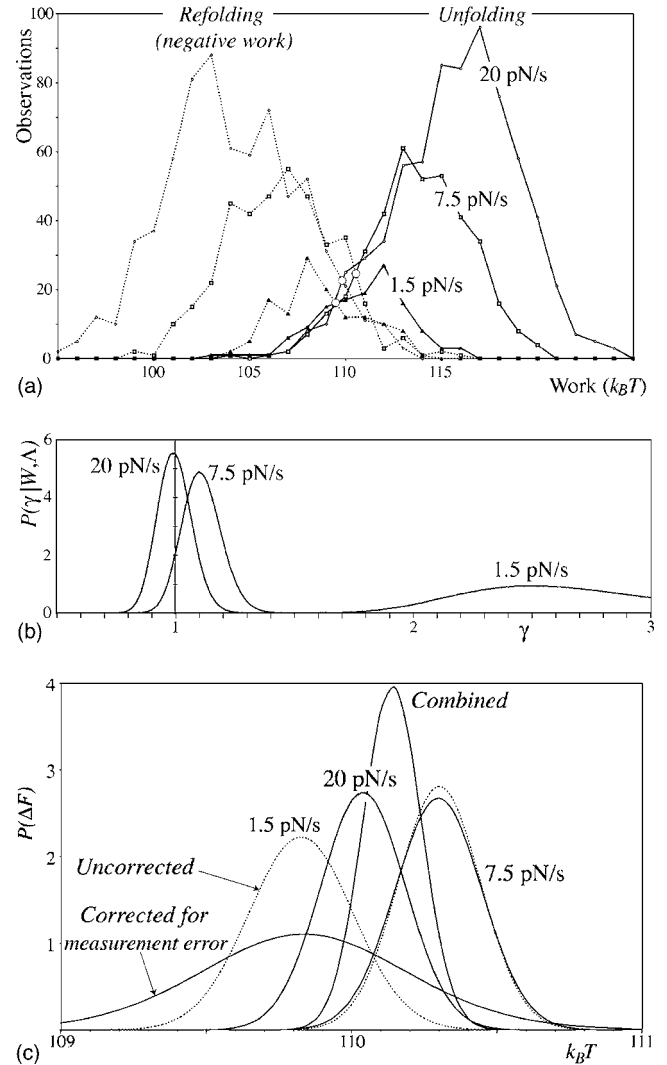 100
80
60
40
20
0
Observations
Refolding
(negative work)
Unfolding
20 pN/s
7.5 pN/s
1.5 pN/s
100
105
110
115
Work (kBT)
(a)
6
4
2
0
P(γ|W,Λ)
20 pN/s
7.5 pN/s
1.5 pN/s
1
2
γ
3
(b)
4
3
2
1
P(ΔF)
Combined
20 pN/s
1.5 pN/s
7.5 pN/s
Uncorrected
Corrected for
measurement error
109
110
kBT
111
(c)